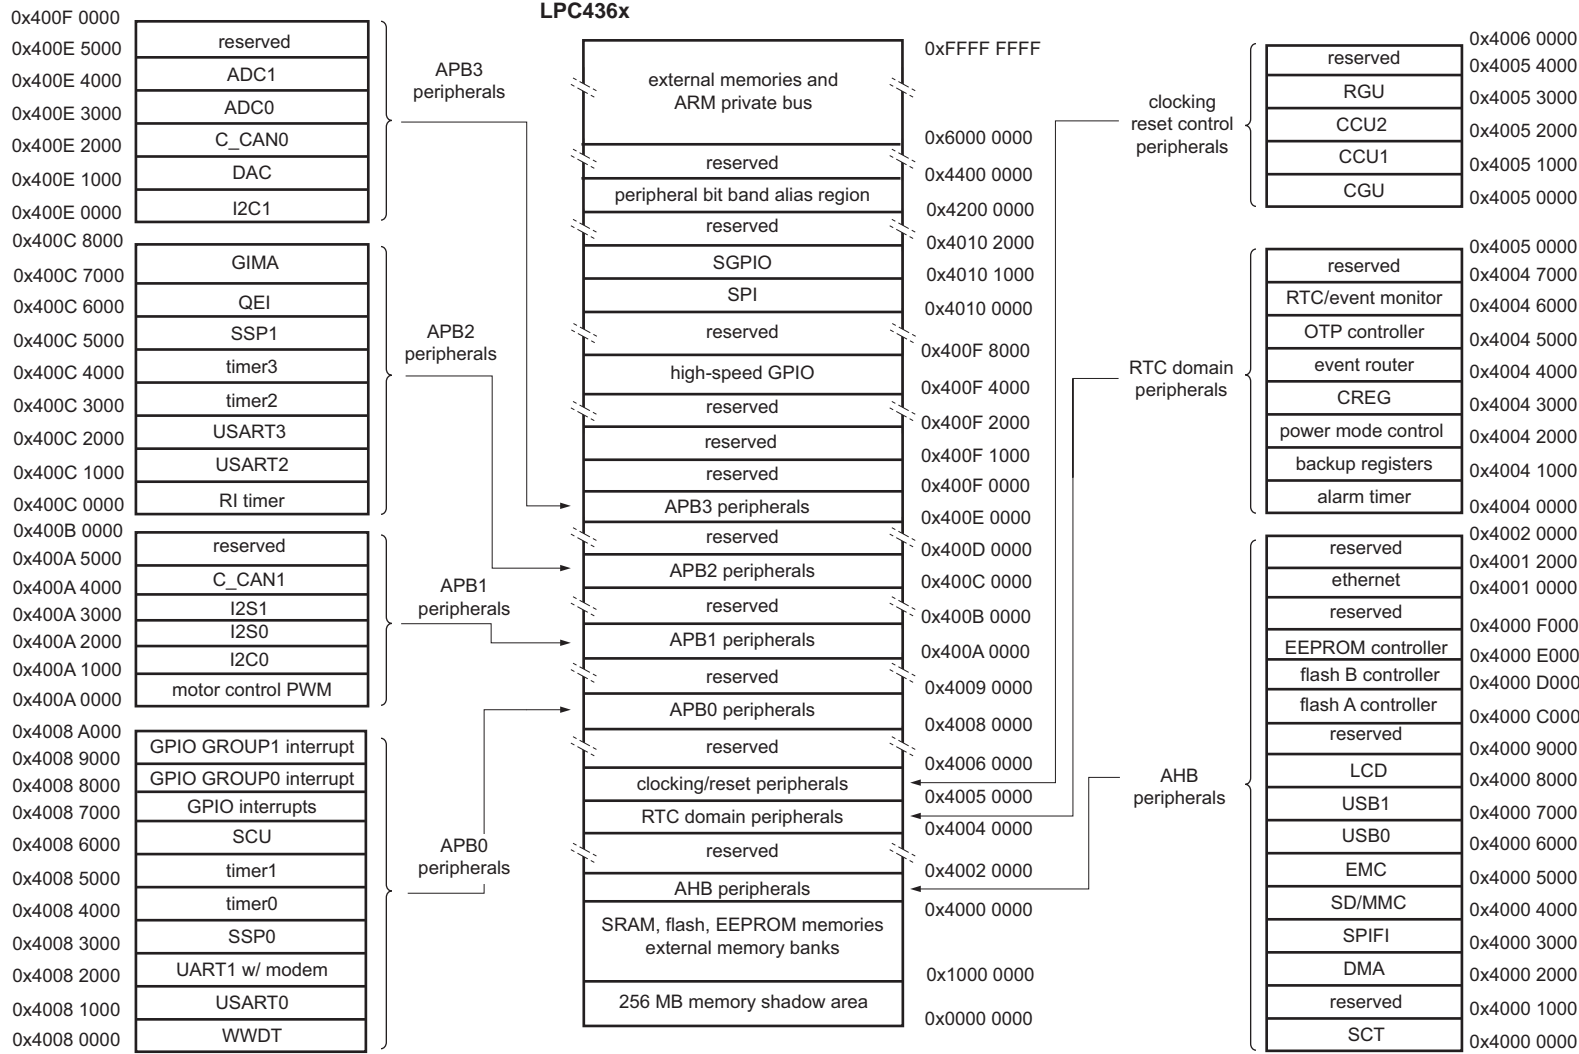 LPC436x
0x400F 0000
reserved
0x400E 5000
ADC1
0x400E 4000
ADC0
0x400E 3000
C_CAN0
0x400E 2000
DAC
0x400E 1000
I2C1
0x400E 0000
APB3
peripherals
0x400C 8000
GIMA
0x400C 7000
QEI
0x400C 6000
SSP1
0x400C 5000
timer3
0x400C 4000
timer2
0x400C 3000
USART3
0x400C 2000
USART2
0x400C 1000
RI timer
0x400C 0000
APB2
peripherals
0x400B 0000
reserved
0x400A 5000
C_CAN1
0x400A 4000
I2S1
0x400A 3000
I2S0
0x400A 2000
I2C0
0x400A 1000
motor control PWM
0x400A 0000
APB1
peripherals
0x4008 A000
GPIO GROUP1 interrupt
0x4008 9000
GPIO GROUP0 interrupt
0x4008 8000
GPIO interrupts
0x4008 7000
SCU
0x4008 6000
timer1
0x4008 5000
timer0
0x4008 4000
SSP0
0x4008 3000
UART1 w/ modem
0x4008 2000
USART0
0x4008 1000
WWDT
0x4008 0000
APB0
peripherals
0xFFFF FFFF
external memories and
ARM private bus
0x6000 0000
reserved
0x4400 0000
peripheral bit band alias region
0x4200 0000
reserved
0x4010 2000
SGPIO
0x4010 1000
SPI
0x4010 0000
reserved
0x400F 8000
high-speed GPIO
0x400F 4000
reserved
0x400F 2000
reserved
0x400F 1000
reserved
0x400F 0000
APB3 peripherals
0x400E 0000
reserved
0x400D 0000
APB2 peripherals
0x400C 0000
reserved
0x400B 0000
APB1 peripherals
0x400A 0000
reserved
0x4009 0000
APB0 peripherals
0x4008 0000
reserved
0x4006 0000
clocking/reset peripherals
0x4005 0000
RTC domain peripherals
0x4004 0000
reserved
0x4002 0000
AHB peripherals
0x4000 0000
SRAM, flash, EEPROM memories
external memory banks
0x1000 0000
256 MB memory shadow area
0x0000 0000
clocking
reset control
peripherals
0x4006 0000
reserved
0x4005 4000
RGU
0x4005 3000
CCU2
0x4005 2000
CCU1
0x4005 1000
CGU
0x4005 0000
RTC domain
peripherals
0x4005 0000
reserved
0x4004 7000
RTC/event monitor
0x4004 6000
OTP controller
0x4004 5000
event router
0x4004 4000
CREG
0x4004 3000
power mode control
0x4004 2000
backup registers
0x4004 1000
alarm timer
0x4004 0000
AHB
peripherals
0x4002 0000
reserved
0x4001 2000
ethernet
0x4001 0000
reserved
0x4000 F000
EEPROM controller
0x4000 E000
flash B controller
0x4000 D000
flash A controller
0x4000 C000
reserved
0x4000 9000
LCD
0x4000 8000
USB1
0x4000 7000
USB0
0x4000 6000
EMC
0x4000 5000
SD/MMC
0x4000 4000
SPIFI
0x4000 3000
DMA
0x4000 2000
reserved
0x4000 1000
SCT
0x4000 0000